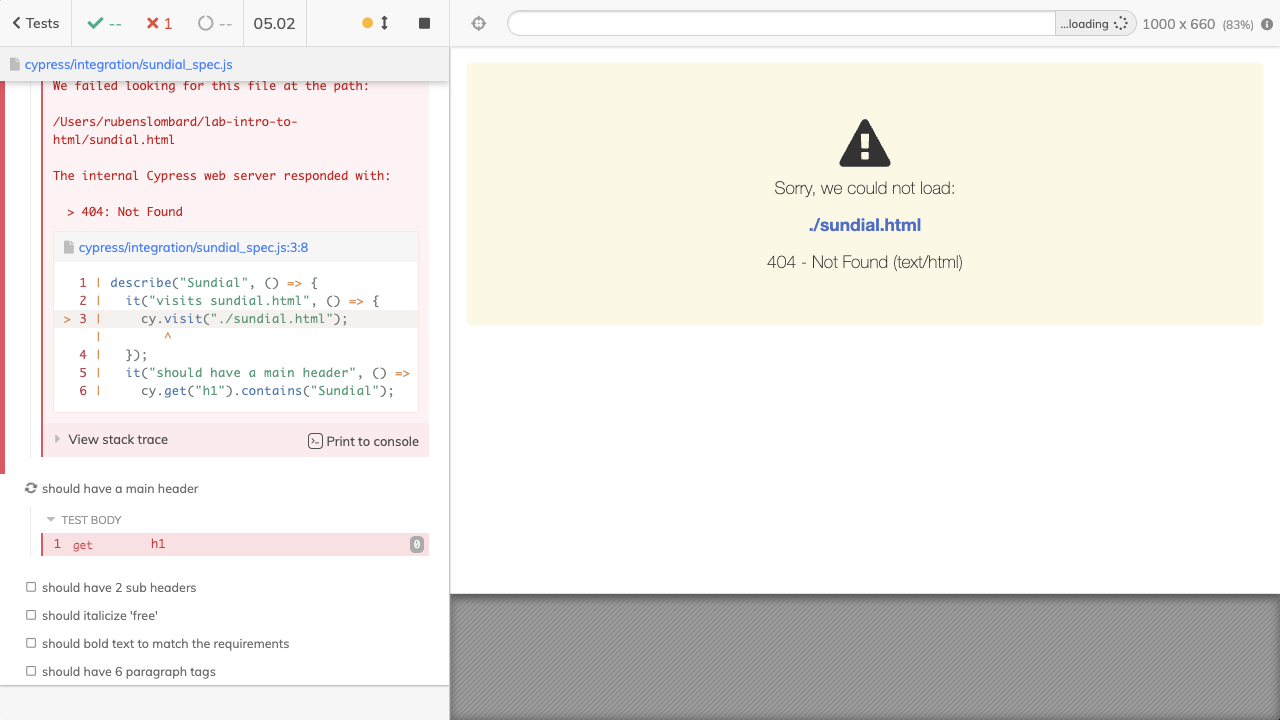 Tests
--
1
--
05.02
...loading
1000 x 660 (83%)
cypress/integration/sundial_spec.js
We failed looking for this file at the path:
/Users/rubenslombard/lab-intro-to-
html/sundial.html
The internal Cypress web server responded with:
> 404: Not Found
cypress/integration/sundial_spec.js:3:8
1 | describe("Sundial", () => {
2 | it("visits sundial.html", () => {
> 3 | cy.visit("./sundial.html");
| ^
4 | });
5 | it("should have a main header", () =>
6 | cy.get("h1").contains("Sundial");
View stack trace
Print to console
should have a main header
TEST BODY
1 get h1 0
should have 2 sub headers
should italicize 'free'
should bold text to match the requirements
should have 6 paragraph tags
Sorry, we could not load:
./sundial.html
404 - Not Found (text/html)